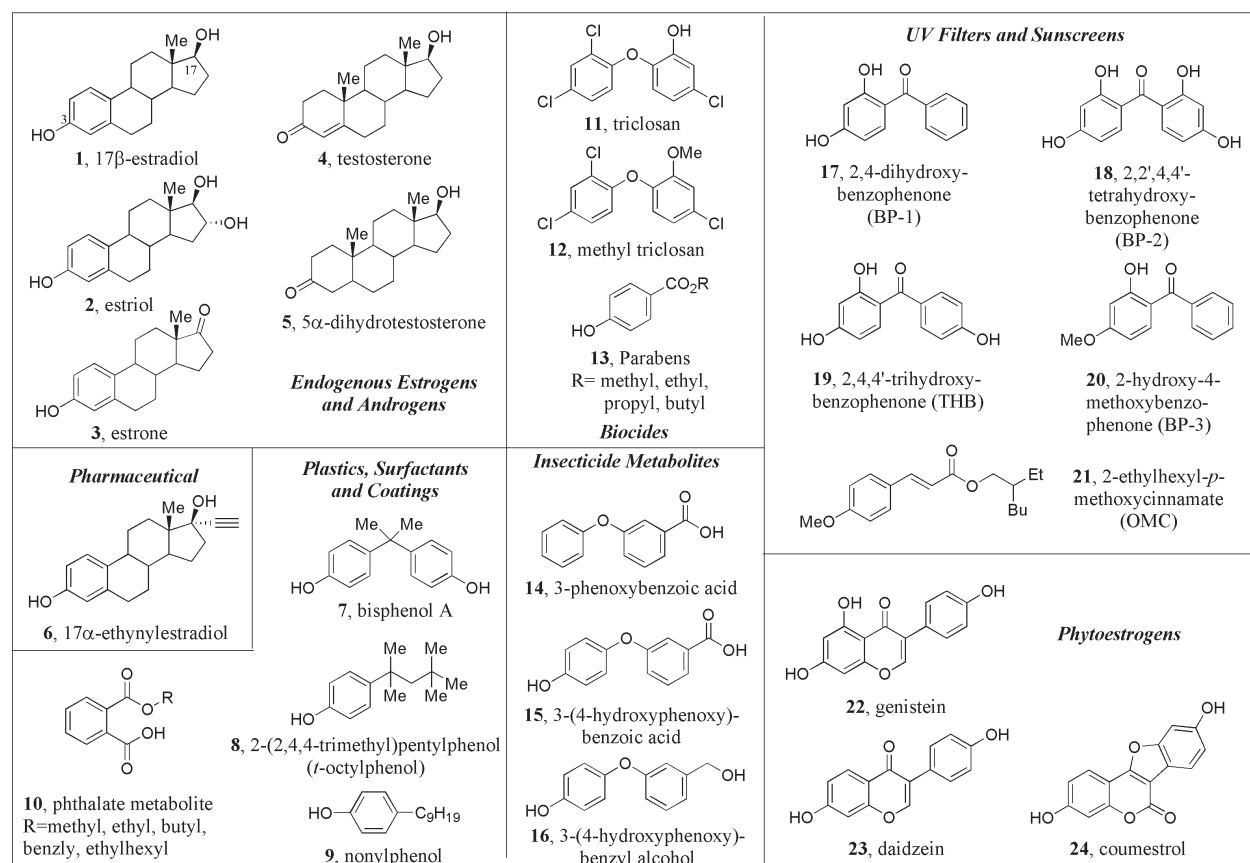 Me
OH
17
3
HO
1, 17β-estradiol
Me
OH
OH
HO
2, estriol
Me
O
HO
3, estrone
OH
Me
Me
O
4, testosterone
OH
Me
Me
O
5, 5α-dihydrotestosterone
Endogenous Estrogens
and Androgens
Cl
OH
O
Cl
Cl
11, triclosan
Cl
OMe
O
Cl
Cl
12, methyl triclosan
CO2R
HO
13, Parabens
R= methyl, ethyl,
propyl, butyl
Biocides
UV Filters and Sunscreens
OH
O
HO
17, 2,4-dihydroxy-
benzophenone
(BP-1)
OH
O
OH
HO
OH
18, 2,2',4,4'-
tetrahydroxy-
benzophenone
(BP-2)
OH
O
HO
OH
19, 2,4,4'-trihydroxy-
benzophenone (THB)
OH
O
MeO
20, 2-hydroxy-4-
methoxybenzo-
phenone (BP-3)
O
O
Et
Bu
MeO
21, 2-ethylhexyl-p-
methoxycinnamate
(OMC)
Pharmaceutical
Me
OH
HO
6, 17α-ethynylestradiol
O
R
O
OH
O
10, phthalate metabolite
R=methyl, ethyl, butyl,
benzly, ethylhexyl
Plastics, Surfactants
and Coatings
Me
Me
HO
OH
7, bisphenol A
Me
Me
Me
Me
Me
HO
8, 2-(2,4,4-trimethyl)pentylphenol
(t-octylphenol)
HO
C9H19
9, nonylphenol
Insecticide Metabolites
O
O
OH
14, 3-phenoxybenzoic acid
O
O
OH
HO
15, 3-(4-hydroxyphenoxy)-
benzoic acid
O
OH
HO
16, 3-(4-hydroxyphenoxy)-
benzyl alcohol
OH
OH
O
HO
O
22, genistein
OH
O
HO
O
23, daidzein
Phytoestrogens
OH
O
HO
O
O
24, coumestrol